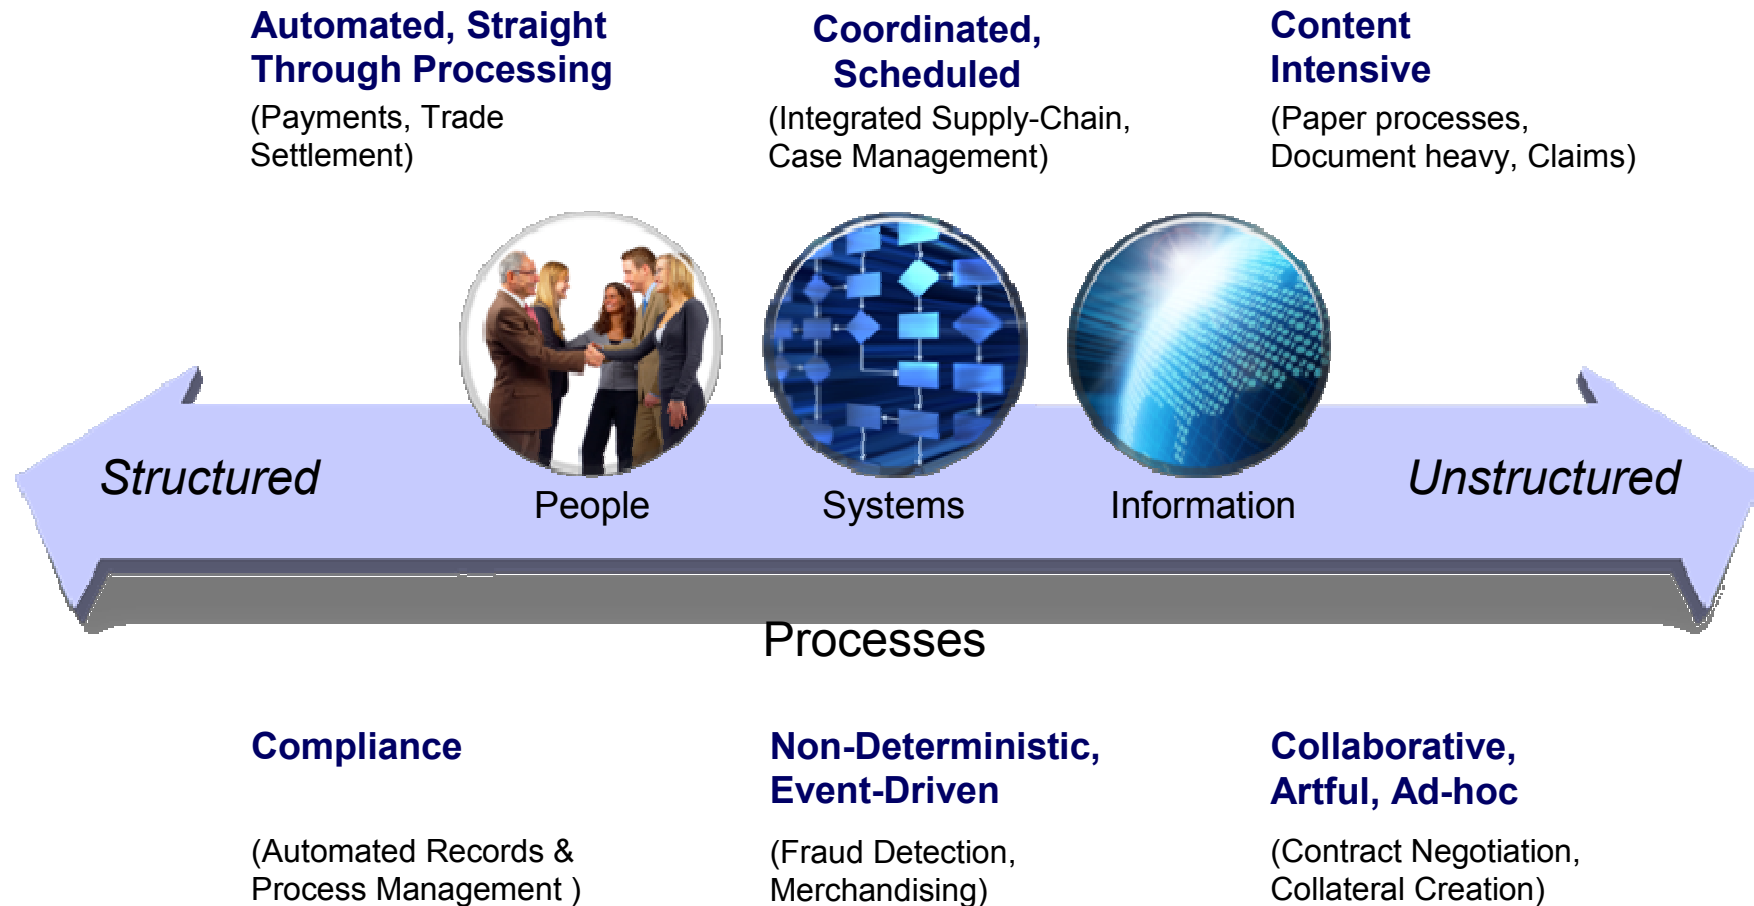 Automated, Straight
Through Processing
(Payments, Trade
Settlement)
Coordinated,
Scheduled
(Integrated Supply-Chain,
Case Management)
Content
Intensive
(Paper processes,
Document heavy, Claims)
Structured
People
Systems
Information
Unstructured
Processes
Compliance
(Automated Records &
Process Management )
Non-Deterministic,
Event-Driven
(Fraud Detection,
Merchandising)
Collaborative,
Artful, Ad-hoc
(Contract Negotiation,
Collateral Creation)